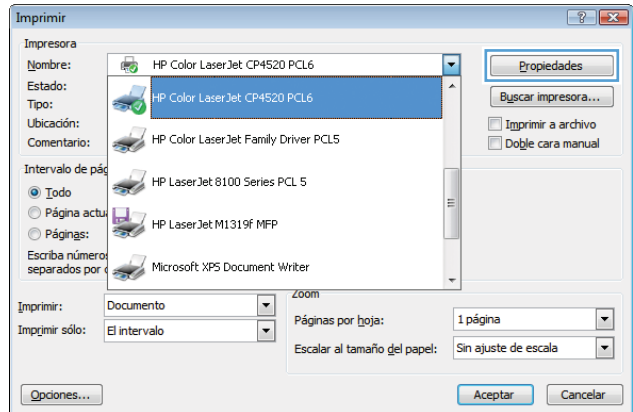 Imprimir
Impresora
Nombre: HP Color LaserJet CP4520 PCL6 Propiedades
Estado:
HP Color LaserJet CP4520 PCL6 Buscar impresora...
Tipo:
Ubicación: Imprimir a archivo
Comentario: HP Color LaserJet Family Driver PCL5 Doble cara manual
Intervalo de pág
HP LaserJet 8100 Series PCL 5
Todo
Página actu
HP LaserJet M1319f MFP
Páginas:
Escriba números
separados por c Microsoft XPS Document Writer
Zoom
Imprimir: Documento
Páginas por hoja: 1 página
Imprimir sólo: El intervalo
Escalar al tamaño del papel: Sin ajuste de escala
Opciones... Aceptar Cancelar